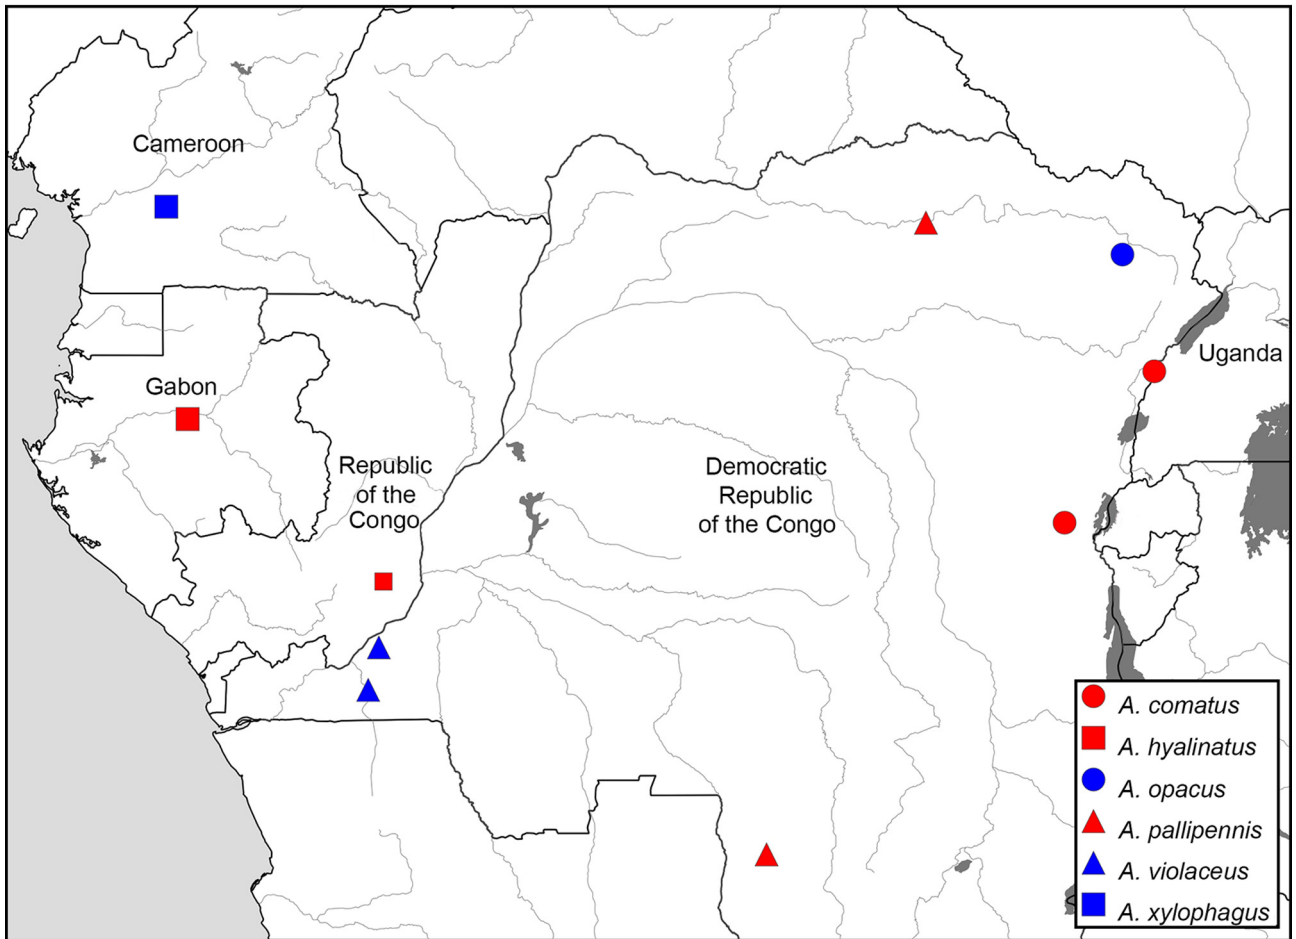 Cameroon
Uganda
Gabon
Republic
of the
Congo
Democratic
Republic
of the Congo
A. comatus
A. hyalinatus
A. opacus
A. pallipennis
A. violaceus
A. xylophagus